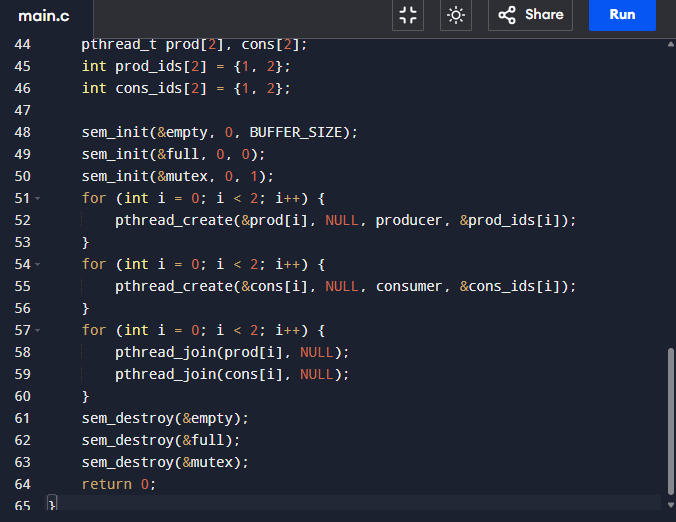 main.c Share Run
44 pthread_t prod[2], cons[2];
45 int prod_ids[2] = {1, 2};
46 int cons_ids[2] = {1, 2};
47
48 sem_init(&empty, 0, BUFFER_SIZE);
49 sem_init(&full, 0, 0);
50 sem_init(&mutex, 0, 1);
51 for (int i = 0; i < 2; i++) {
52 pthread_create(&prod[i], NULL, producer, &prod_ids[i]);
53 }
54 for (int i = 0; i < 2; i++) {
55 pthread_create(&cons[i], NULL, consumer, &cons_ids[i]);
56 }
57 for (int i = 0; i < 2; i++) {
58 pthread_join(prod[i], NULL);
59 pthread_join(cons[i], NULL);
60 }
61 sem_destroy(&empty);
62 sem_destroy(&full);
63 sem_destroy(&mutex);
64 return 0;
65 }